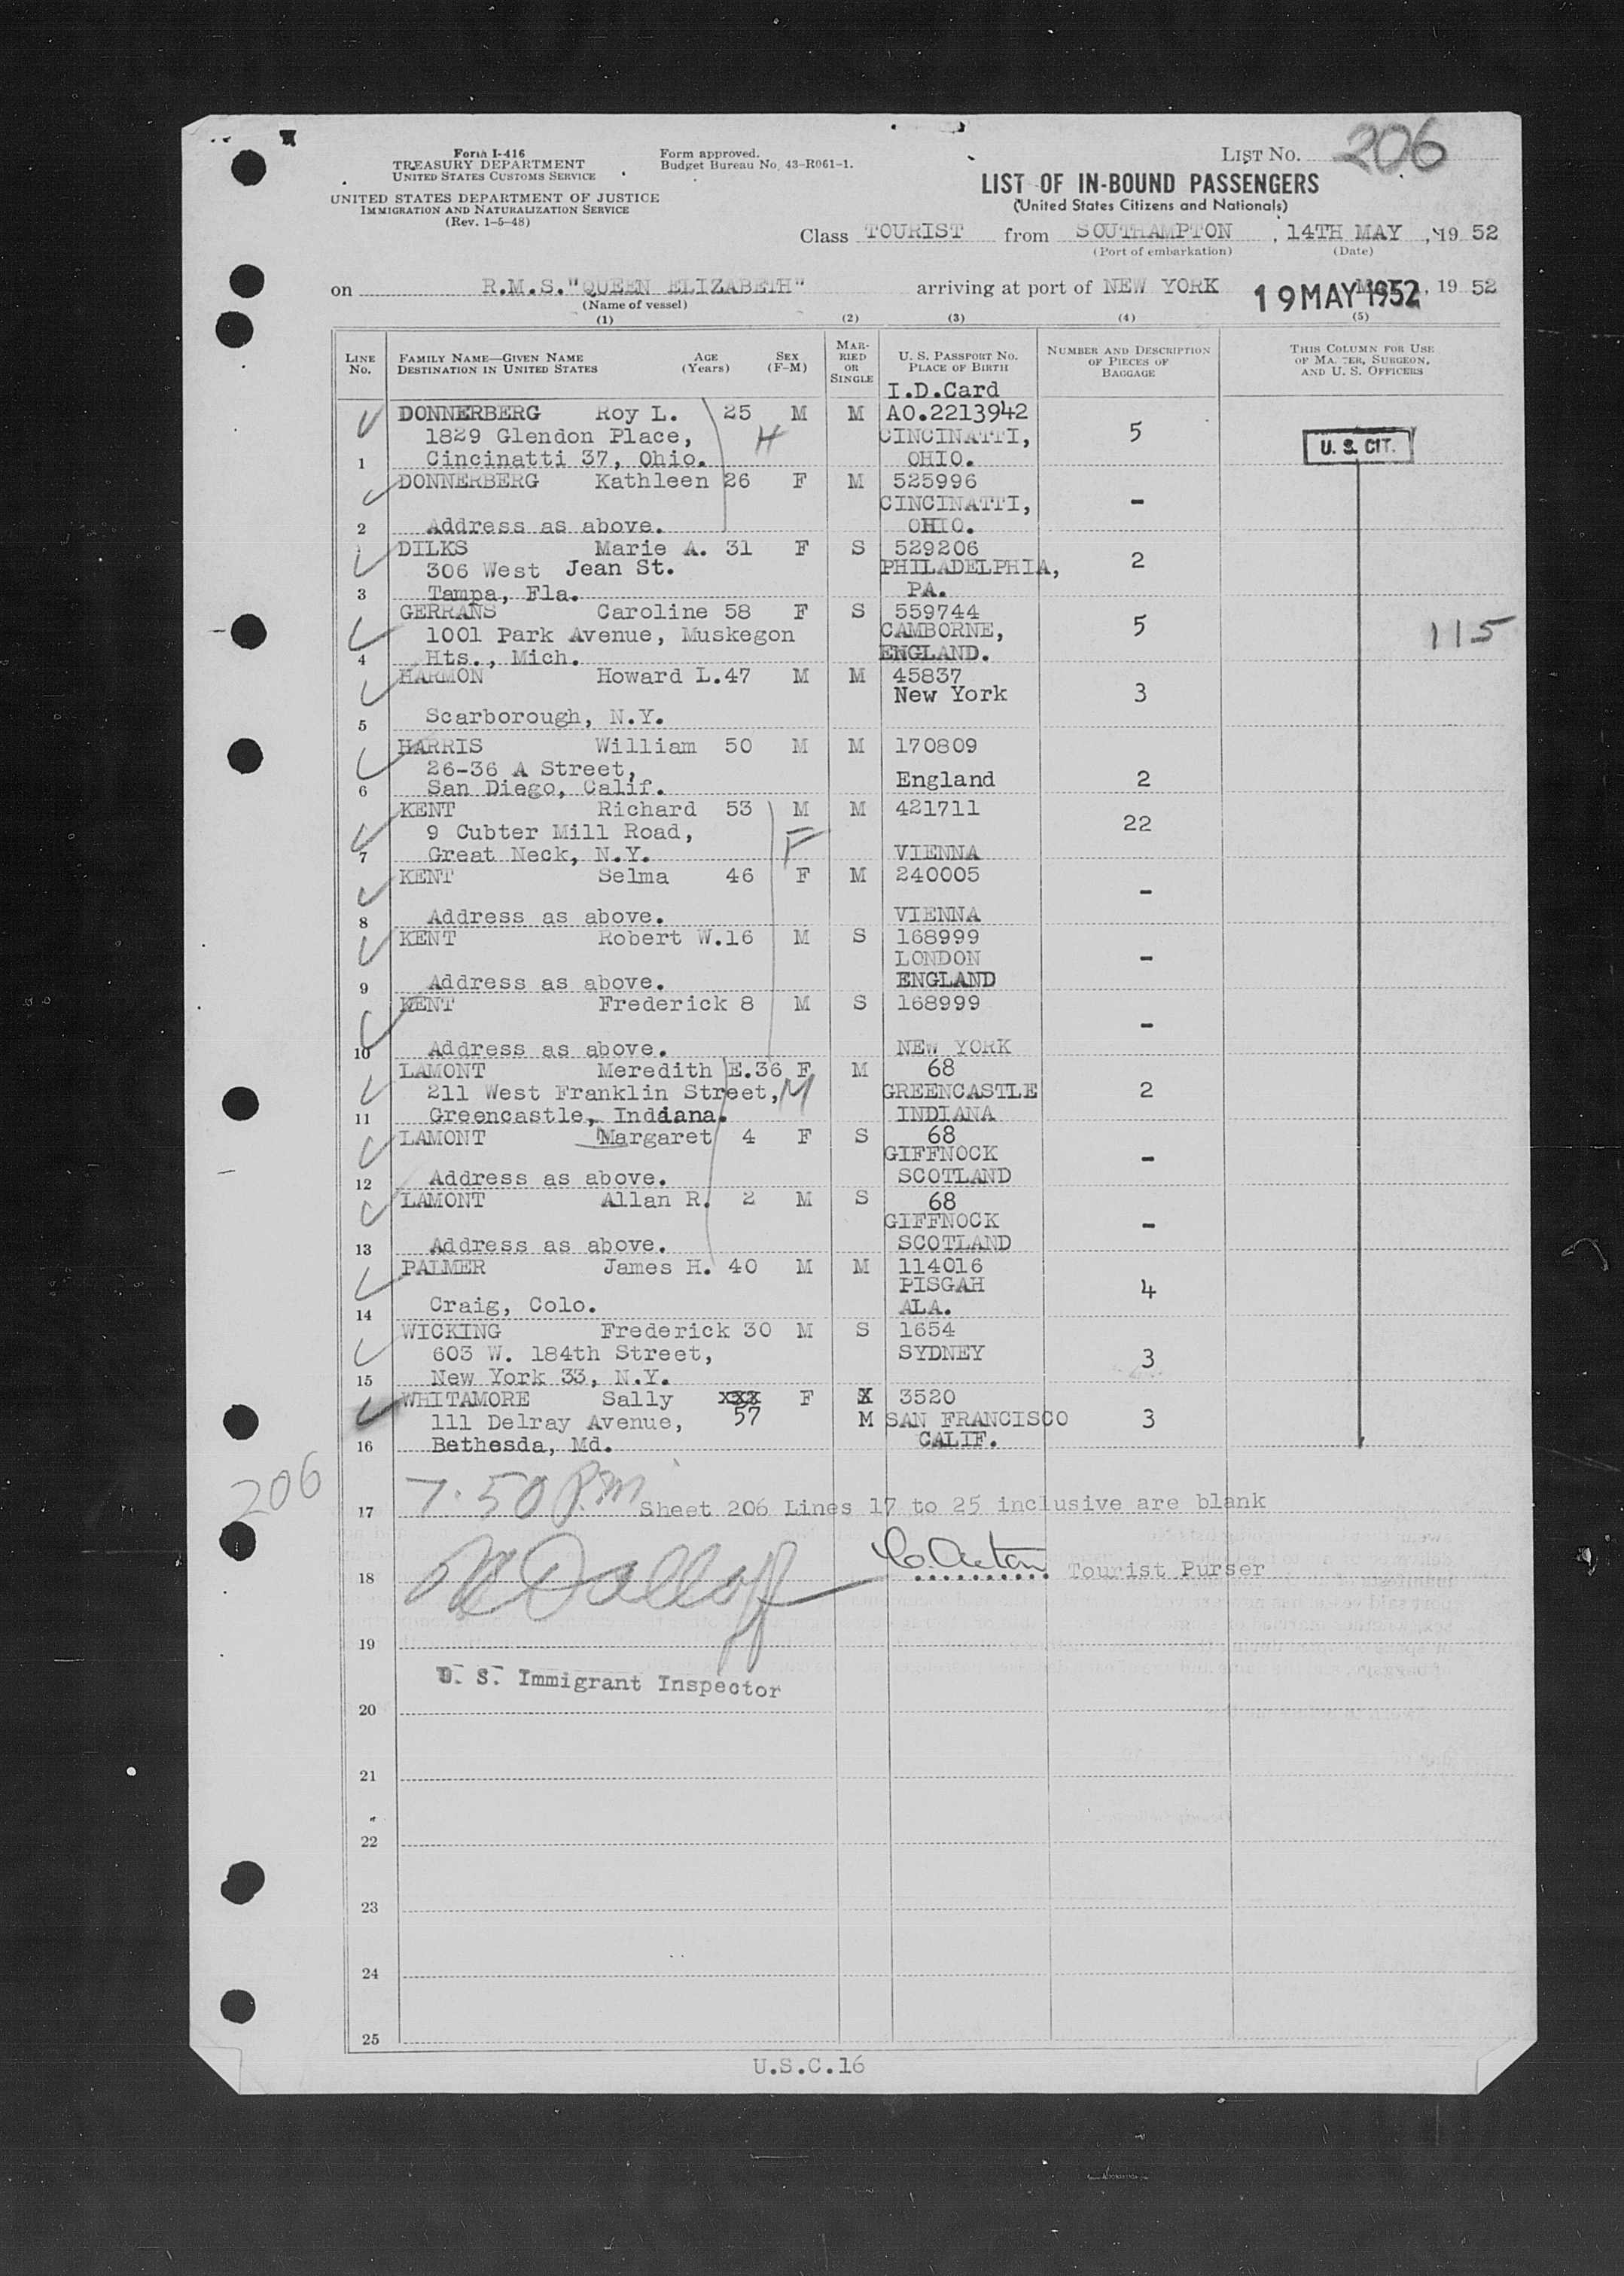 Form I-416
TREASURY DEPARTMENT
UNITED STATES CUSTOMS SERVICE
UNITED STATES DEPARTMENT OF JUSTICE
IMMIGRATION AND NATURALIZATION SERVICE
(Rev. 1-5-48)
Form approved.
Budget Bureau No. 43-R061-1.
LIST NO. 206
LIST OF IN-BOUND PASSENGERS
(United States Citizens and Nationals)
Class TOURIST from SOUTHAMPTON , 14TH MAY , 19 52
(Port of embarkation) (Date)
on R.M.S."QUEEN ELIZABETH" arriving at port of NEW YORK 19 MAY 1952 , 19 52
(Name of vessel)
(1) (2) (3) (4) (5)
LINE No. FAMILY NAME—GIVEN NAME DESTINATION IN UNITED STATES AGE (Years) SEX (F-M) MARRIED OR SINGLE U. S. PASSPORT NO. PLACE OF BIRTH NUMBER AND DESCRIPTION OF PIECES OF BAGGAGE THIS COLUMN FOR USE OF MASTER, SURGEON, AND U. S. OFFICERS
I.D.Card
DONNERBERG Roy L. 25 M M AO.2213942
1829 Glendon Place, H CINCINATTI, 5 U. S. CIT.
1 Cincinatti 37, Ohio. OHIO.
DONNERBERG Kathleen 26 F M 525996
CINCINATTI, -
2 Address as above. OHIO.
DILKS Marie A. 31 F S 529206
306 West Jean St. PHILADELPHIA, 2
3 Tampa, Fla. PA.
GERRANS Caroline 58 F S 559744
1001 Park Avenue, Muskegon CAMBORNE, 5 115
4 Hts., Mich. ENGLAND.
HARMON Howard L. 47 M M 45837
New York 3
5 Scarborough, N.Y.
HARRIS William 50 M M 170809
26-36 A Street, England 2
6 San Diego, Calif.
KENT Richard 53 M M 421711
9 Cubter Mill Road, F 22
7 Great Neck, N.Y. VIENNA
KENT Selma 46 F M 240005
-
8 Address as above. VIENNA
KENT Robert W. 16 M S 168999
LONDON -
9 Address as above. ENGLAND
KENT Frederick 8 M S 168999
-
10 Address as above. NEW YORK
LAMONT Meredith E. 36 F M 68
211 West Franklin Street, M GREENCASTLE 2
11 Greencastle, Indiana. INDIANA
LAMONT Margaret 4 F S 68
GIFFNOCK -
12 Address as above. SCOTLAND
LAMONT Allan R. 2 M S 68
GIFFNOCK -
13 Address as above. SCOTLAND
PALMER James H. 40 M M 114016
PISGAH 4
14 Craig, Colo. ALA.
WICKING Frederick 30 M S 1654
603 W. 184th Street, SYDNEY 3
15 New York 33, N.Y.
WHITAMORE Sally xxx F X 3520
111 Delray Avenue, 57 M SAN FRANCISCO 3
16 Bethesda, Md. CALIF.
206
7.50 P.M
17 Sheet 206 Lines 17 to 25 inclusive are blank
18 Tourist Purser
19
U. S. Immigrant Inspector
20
21
22
23
24
25
U.S.C.16